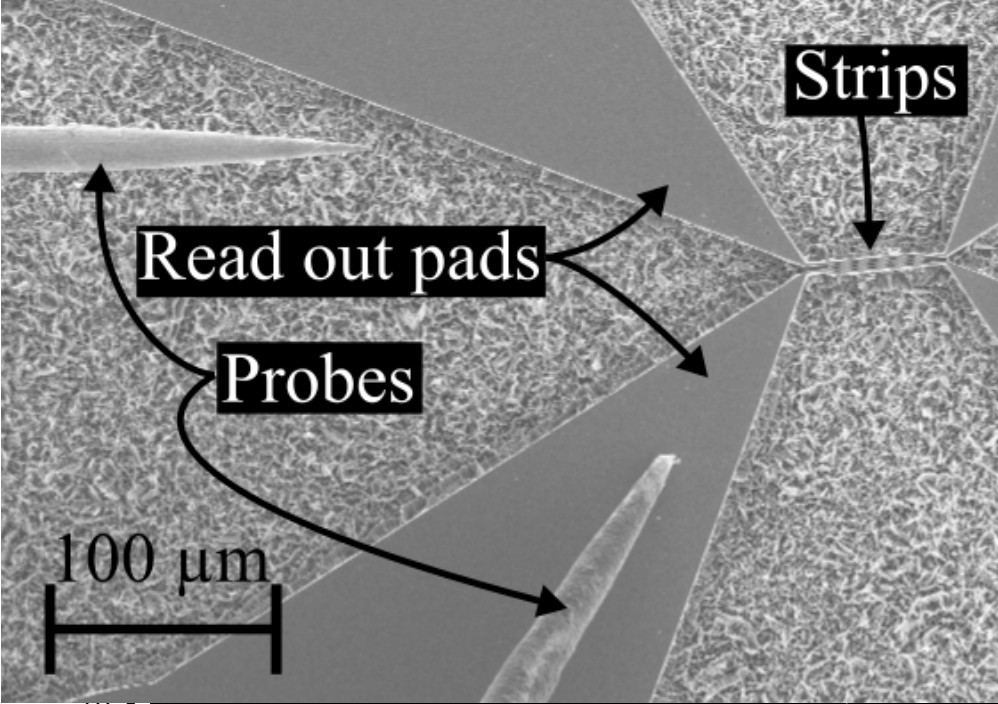 Strips
Read out pads
Probes
100 µm